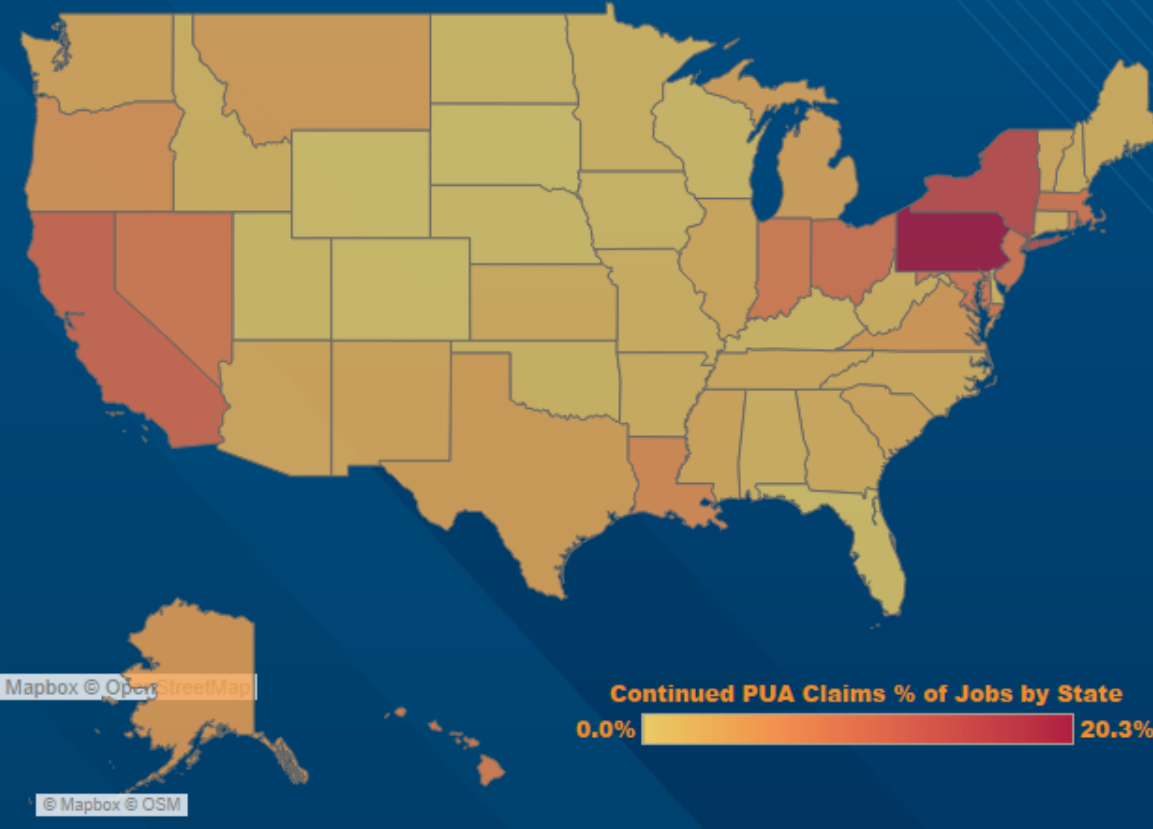 Mapbox © OpenStreetMap
Continued PUA Claims % of Jobs by State
0.0%
20.3%
© Mapbox © OSM